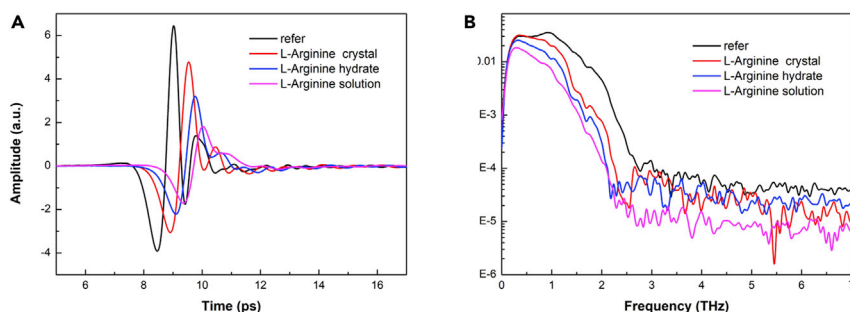 A
refer
L-Arginine crystal
L-Arginine hydrate
L-Arginine solution
Amplitude (a.u.)
6
4
2
0
-2
-4
6
8
10
12
14
16
Time (ps)
B
refer
L-Arginine crystal
L-Arginine hydrate
L-Arginine solution
0.01
E-3
E-4
E-5
E-6
0
1
2
3
4
5
6
7
Frequency (THz)